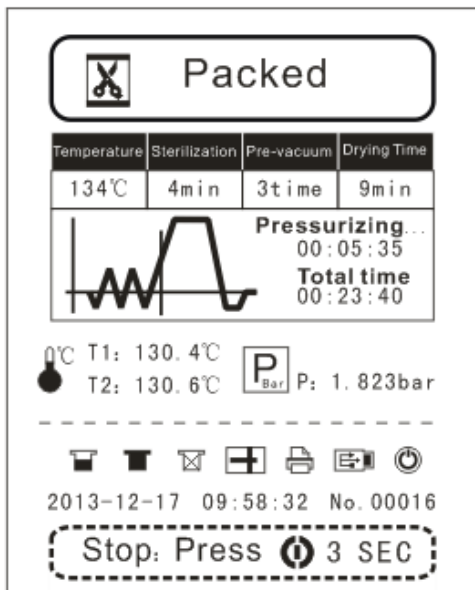 Packed
Temperature Sterilization Pre-vacuum Drying Time
134℃ 4min 3time 9min
Pressurizing...
00:05:35
Total time
00:23:40
℃ T1: 130.4℃
T2: 130.6℃
P Bar P: 1.823bar
2013-12-17 09:58:32 No.00016
Stop: Press 3 SEC